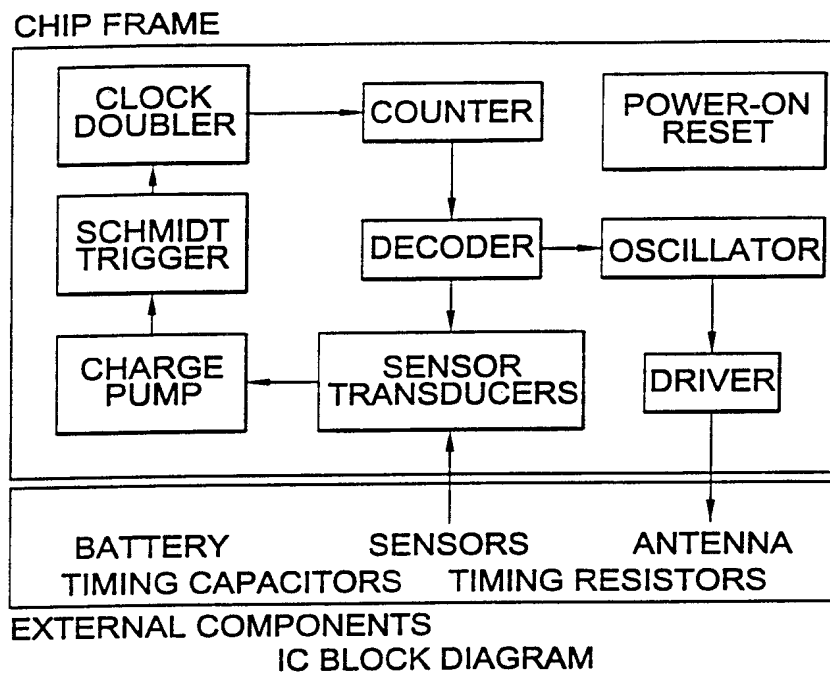 CHIP FRAME
CLOCK
DOUBLER
COUNTER
POWER-ON
RESET
SCHMIDT
TRIGGER
DECODER
OSCILLATOR
CHARGE
PUMP
SENSOR
TRANSDUCERS
DRIVER
BATTERY SENSORS ANTENNA
TIMING CAPACITORS TIMING RESISTORS
EXTERNAL COMPONENTS
IC BLOCK DIAGRAM